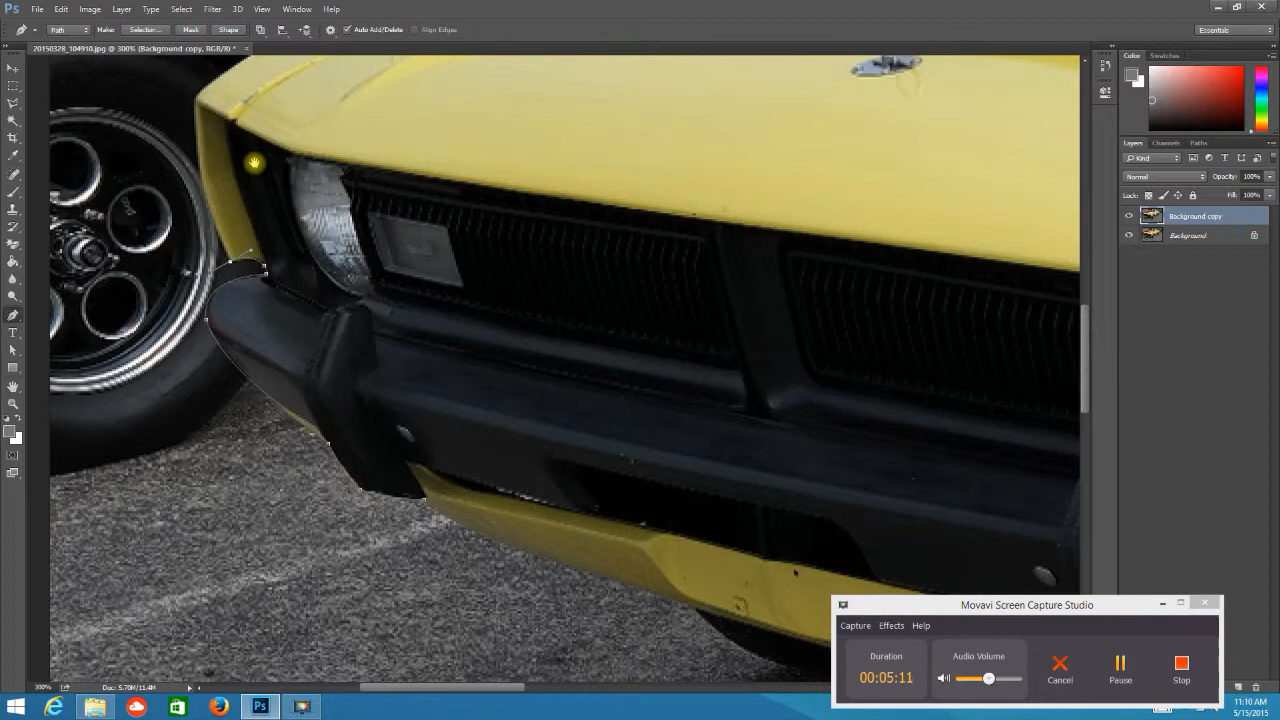 Ps File Edit Image Layer Type Select Filter 3D View Window Help
Path Make: Selection... Mask Shape Auto Add/Delete Align Edges Essentials
20150328_104910.jpg @ 300% (Background copy, RGB/8) *
Color Swatches
Layers Channels Paths
Kind
Normal Opacity: 100%
Lock: Fill: 100%
Background copy
Background
Movavi Screen Capture Studio
Capture Effects Help
Duration Audio Volume
00:05:11 Cancel Pause Stop
300% Doc: 5.70M/11.4M
Ps 11:10 AM
5/15/2015